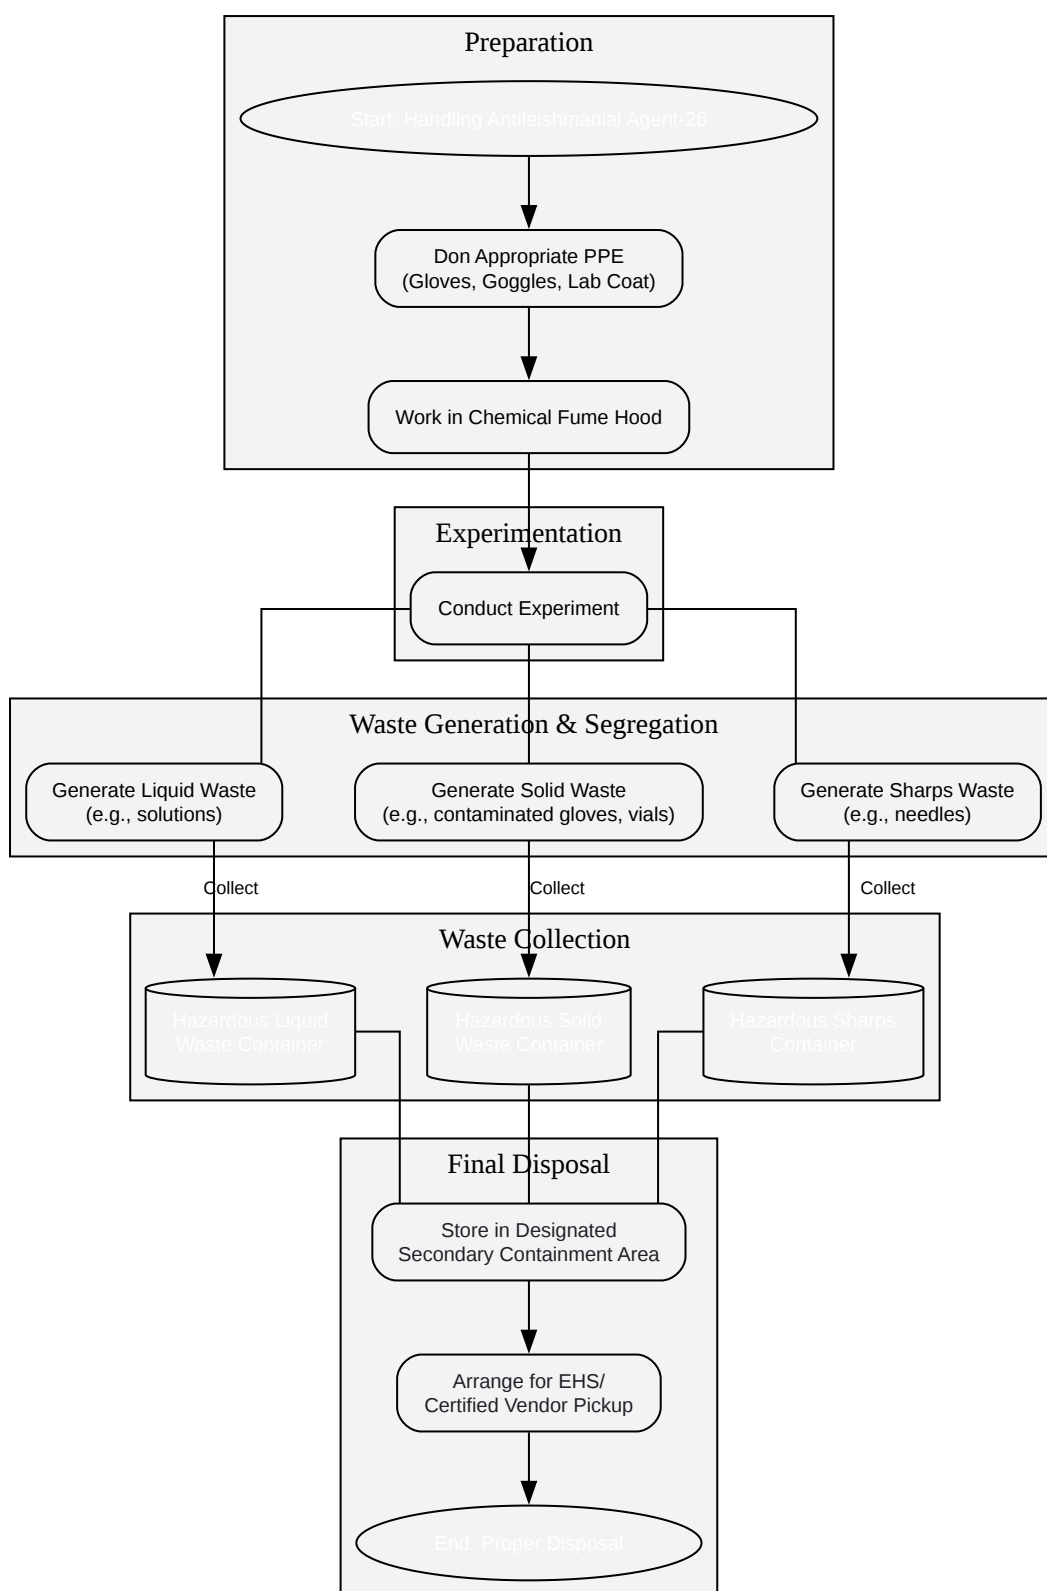 Preparation
Start: Handling Antileishmanial Agent-26
Don Appropriate PPE
(Gloves, Goggles, Lab Coat)
Work in Chemical Fume Hood
Experimentation
Conduct Experiment
Waste Generation & Segregation
Generate Liquid Waste
(e.g., solutions)
Generate Solid Waste
(e.g., contaminated gloves, vials)
Generate Sharps Waste
(e.g., needles)
Collect
Collect
Collect
Waste Collection
Hazardous Liquid
Waste Container
Hazardous Solid
Waste Container
Hazardous Sharps
Container
Final Disposal
Store in Designated
Secondary Containment Area
Arrange for EHS/
Certified Vendor Pickup
End: Proper Disposal